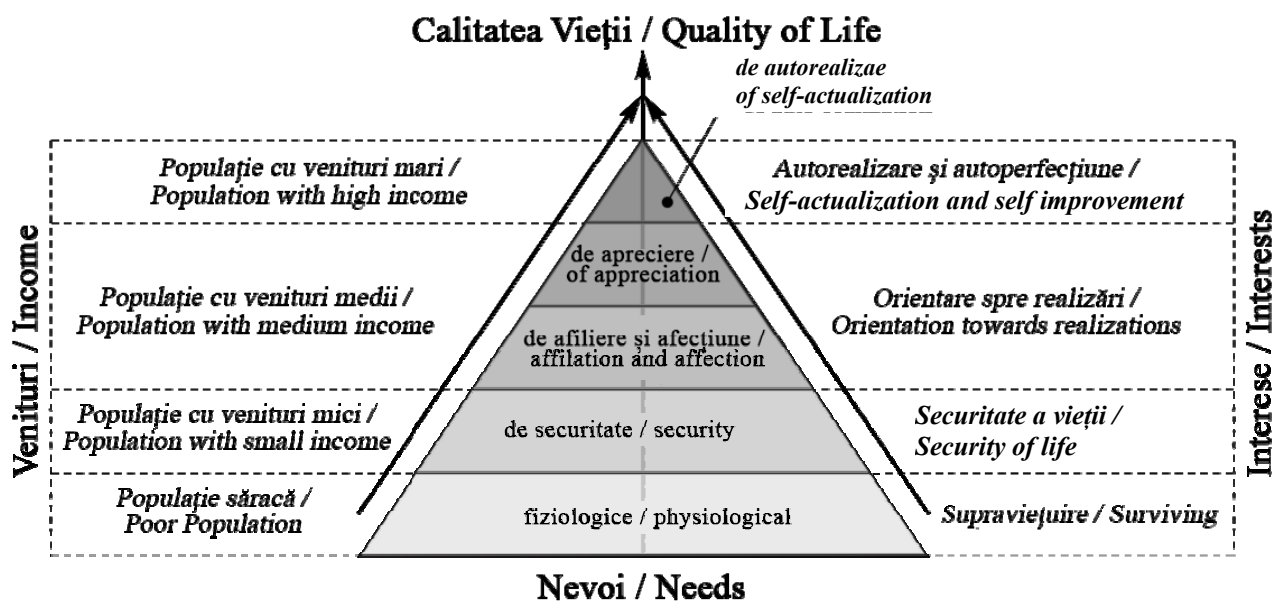 Calitatea Vieţii / Quality of Life
de autorealizae
of self-actualization
Populaţie cu venituri mari /
Population with high income
Autorealizare şi autoperfecţiune /
Self-actualization and self improvement
de apreciere /
of appreciation
Venituri / Income
Populaţie cu venituri medii /
Population with medium income
Orientare spre realizări /
Orientation towards realizations
Interese / Interests
de afiliere şi afecţiune /
affilation and affection
Populaţie cu venituri mici /
Population with small income
de securitate / security
Securitate a vieţii /
Security of life
Populaţie săracă /
Poor Population
fiziologice / physiological
Supravieţuire / Surviving
Nevoi / Needs